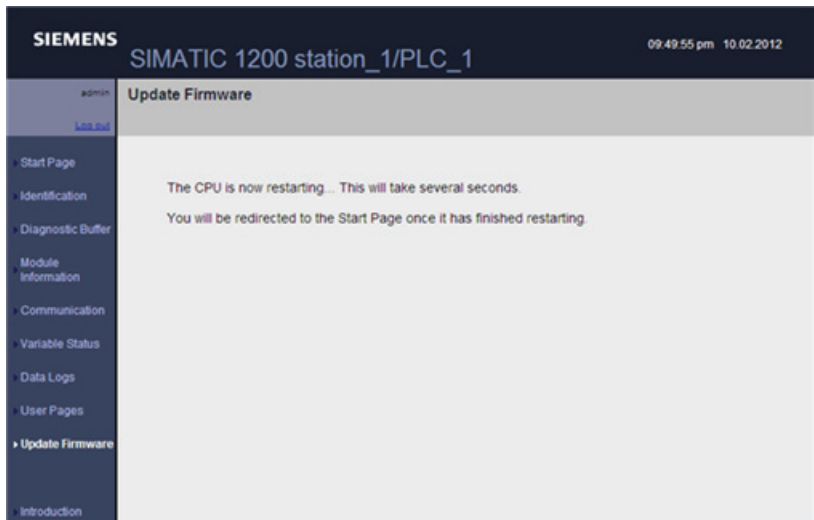 SIEMENS
SIMATIC 1200 station_1/PLC_1
09:49:55 pm 10.02.2012
admin
Log out
Update Firmware
Start Page
Identification
Diagnostic Buffer
Module
Information
Communication
Variable Status
Data Logs
User Pages
Update Firmware
Introduction
The CPU is now restarting... This will take several seconds.
You will be redirected to the Start Page once it has finished restarting.